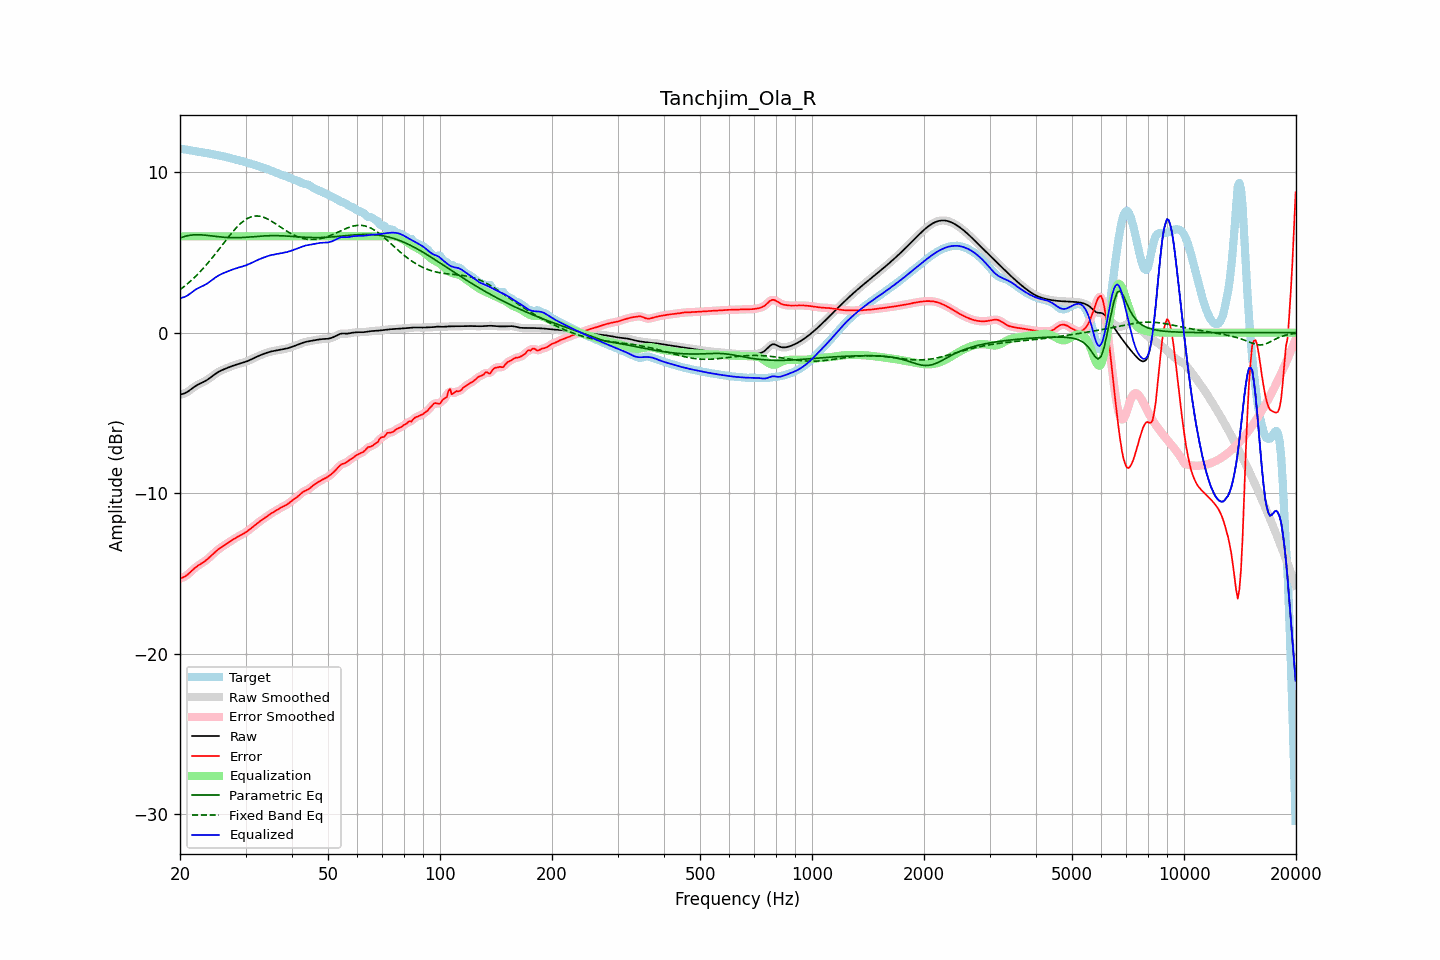 Tanchjim_Ola_R
Amplitude (dBr)
10
0
−10
−20
−30
Target
Raw Smoothed
Error Smoothed
Raw
Error
Equalization
Parametric Eq
Fixed Band Eq
Equalized
20 50 100 200 500 1000 2000 5000 10000 20000
Frequency (Hz)